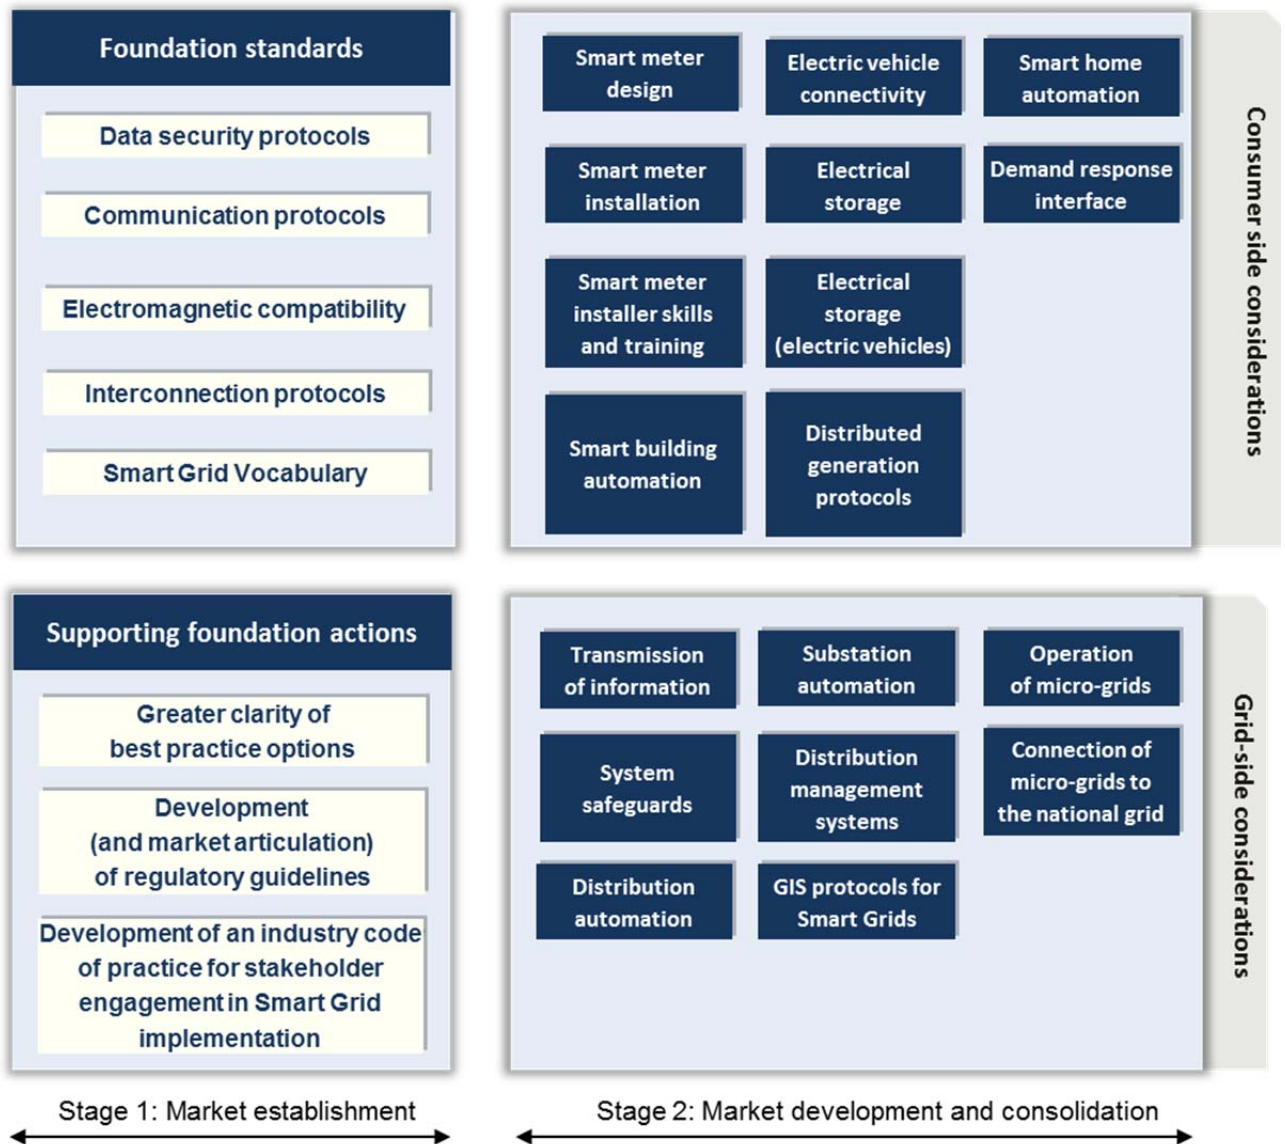 Foundation standards
Data security protocols
Communication protocols
Electromagnetic compatibility
Interconnection protocols
Smart Grid Vocabulary
Smart meter
design
Electric vehicle
connectivity
Smart home
automation
Smart meter
installation
Electrical
storage
Demand response
interface
Smart meter
installer skills
and training
Electrical
storage
(electric vehicles)
Smart building
automation
Distributed
generation
protocols
Consumer side considerations
Supporting foundation actions
Greater clarity of
best practice options
Development
(and market articulation)
of regulatory guidelines
Development of an industry code
of practice for stakeholder
engagement in Smart Grid
implementation
Transmission
of information
Substation
automation
Operation
of micro-grids
System
safeguards
Distribution
management
systems
Connection of
micro-grids to
the national grid
Distribution
automation
GIS protocols for
Smart Grids
Grid-side considerations
Stage 1: Market establishment
Stage 2: Market development and consolidation